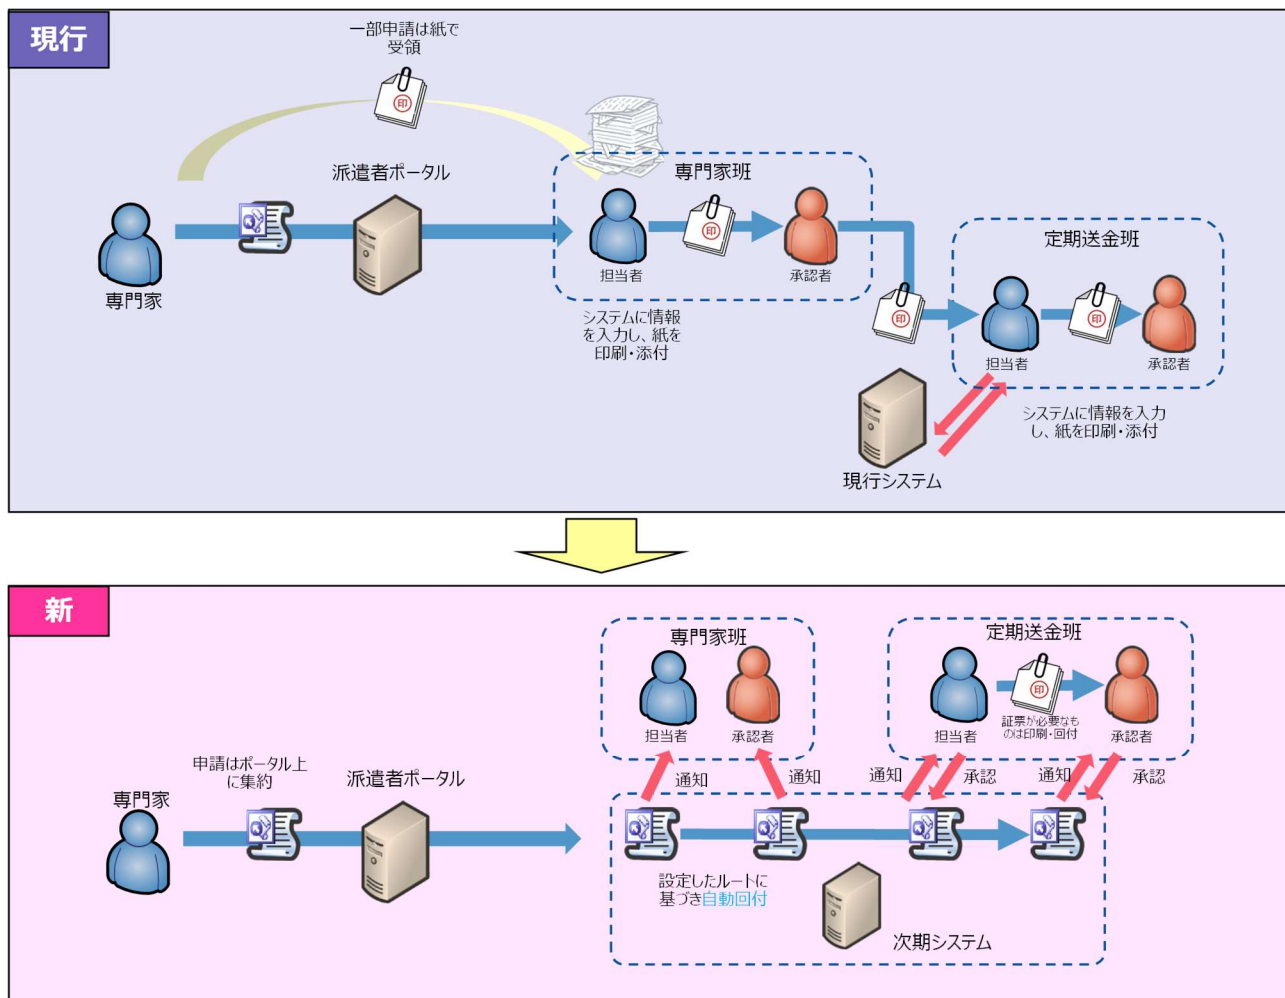 現行
一部申請は紙で
受領
印
派遣者ポータル
専門家班
専門家
印
担当者
承認者
システムに情報
を入力し、紙を
印刷・添付
定期送金班
印
印
担当者
承認者
システムに情報を入力
し、紙を印刷・添付
現行システム
新
専門家班
定期送金班
担当者
承認者
印
担当者
証票が必要なも
のは印刷・回付
承認者
申請はポータル上
に集約
派遣者ポータル
専門家
通知
通知
通知
承認
通知
承認
設定したルートに
基づき自動回付
次期システム